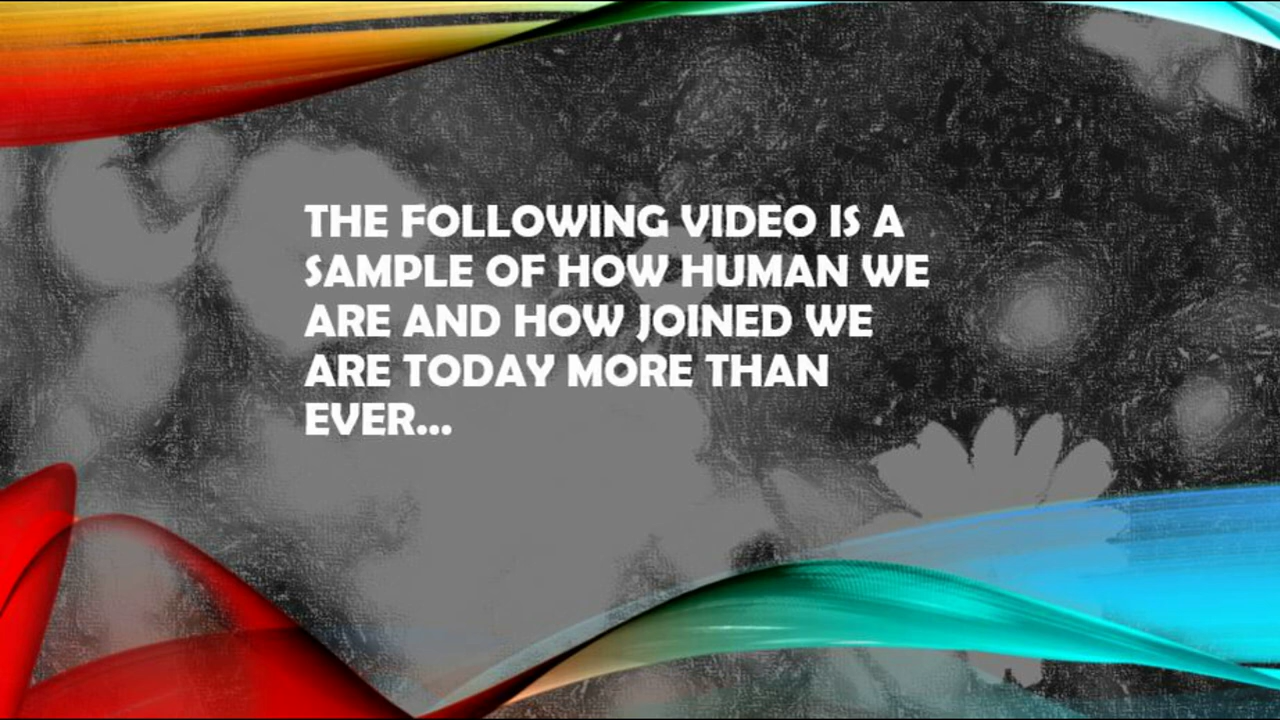 THE FOLLOWING VIDEO IS A
SAMPLE OF HOW HUMAN WE
ARE AND HOW JOINED WE
ARE TODAY MORE THAN
EVER...